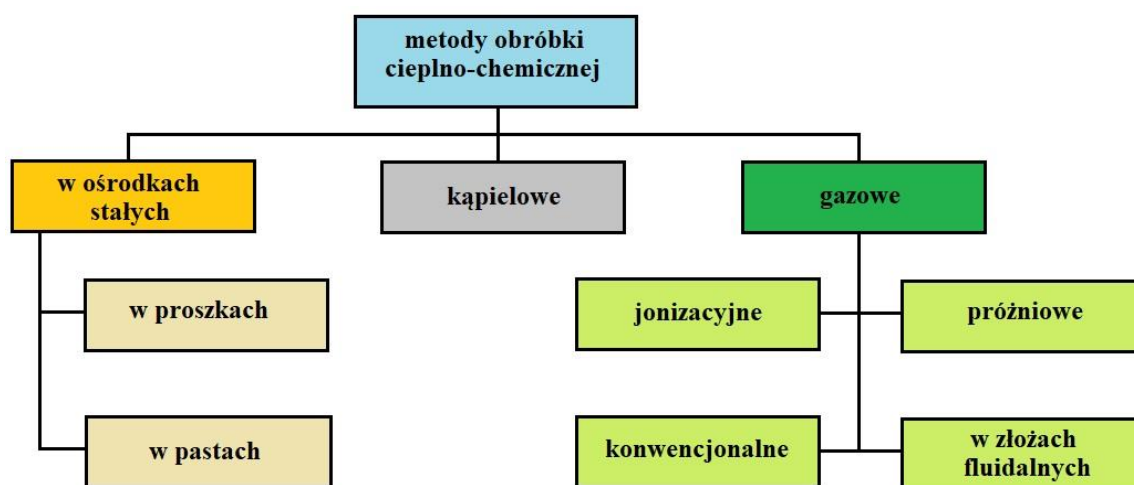 metody obróbki
cieplno-chemicznej
w ośrodkach
stałych
kąpielowe
gazowe
w proszkach
jonizacyjne
próżniowe
w pastach
konwencjonalne
w złożach
fluidalnych